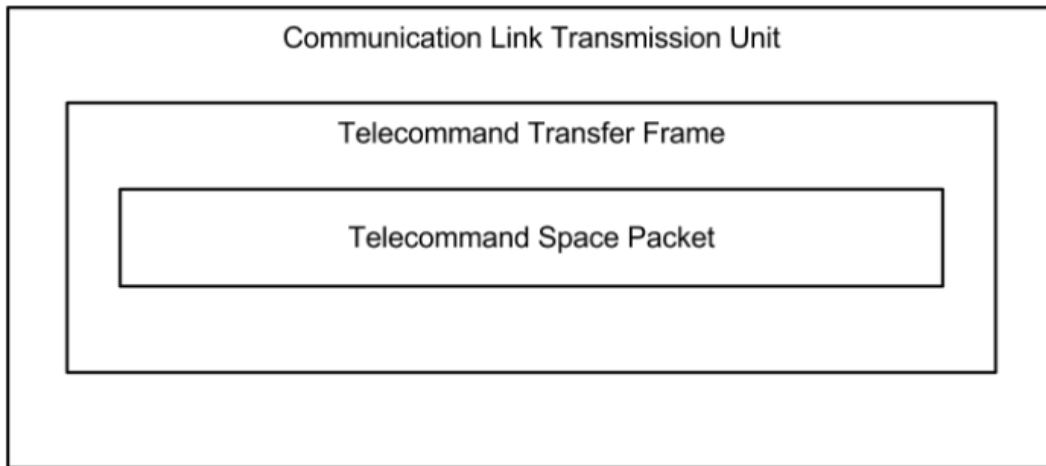 Communication Link Transmission Unit
Telecommand Transfer Frame
Telecommand Space Packet